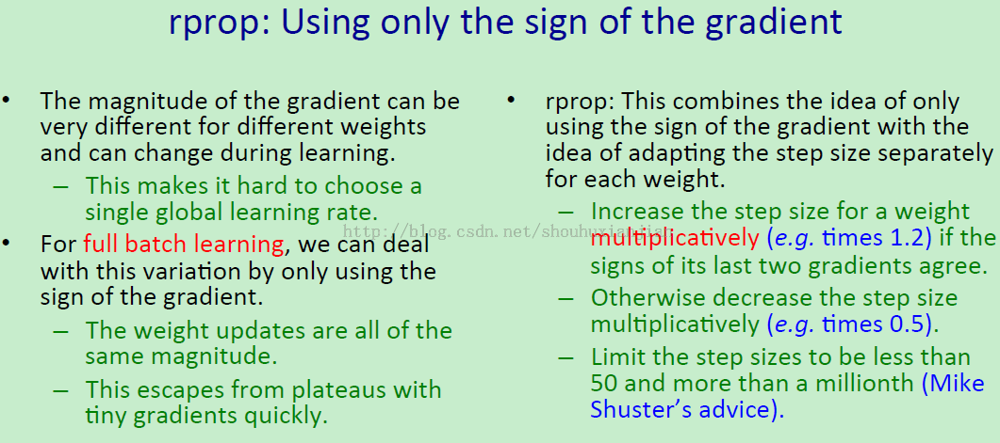 rprop: Using only the sign of the gradient
• The magnitude of the gradient can be
very different for different weights
and can change during learning.
– This makes it hard to choose a
single global learning rate.
• For full batch learning, we can deal
with this variation by only using the
sign of the gradient.
– The weight updates are all of the
same magnitude.
– This escapes from plateaus with
tiny gradients quickly.
• rprop: This combines the idea of only
using the sign of the gradient with the
idea of adapting the step size separately
for each weight.
– Increase the step size for a weight
multiplicatively (e.g. times 1.2) if the
signs of its last two gradients agree.
– Otherwise decrease the step size
multiplicatively (e.g. times 0.5).
– Limit the step sizes to be less than
50 and more than a millionth (Mike
Shuster's advice).
http://blog.csdn.net/shouhuxianjian